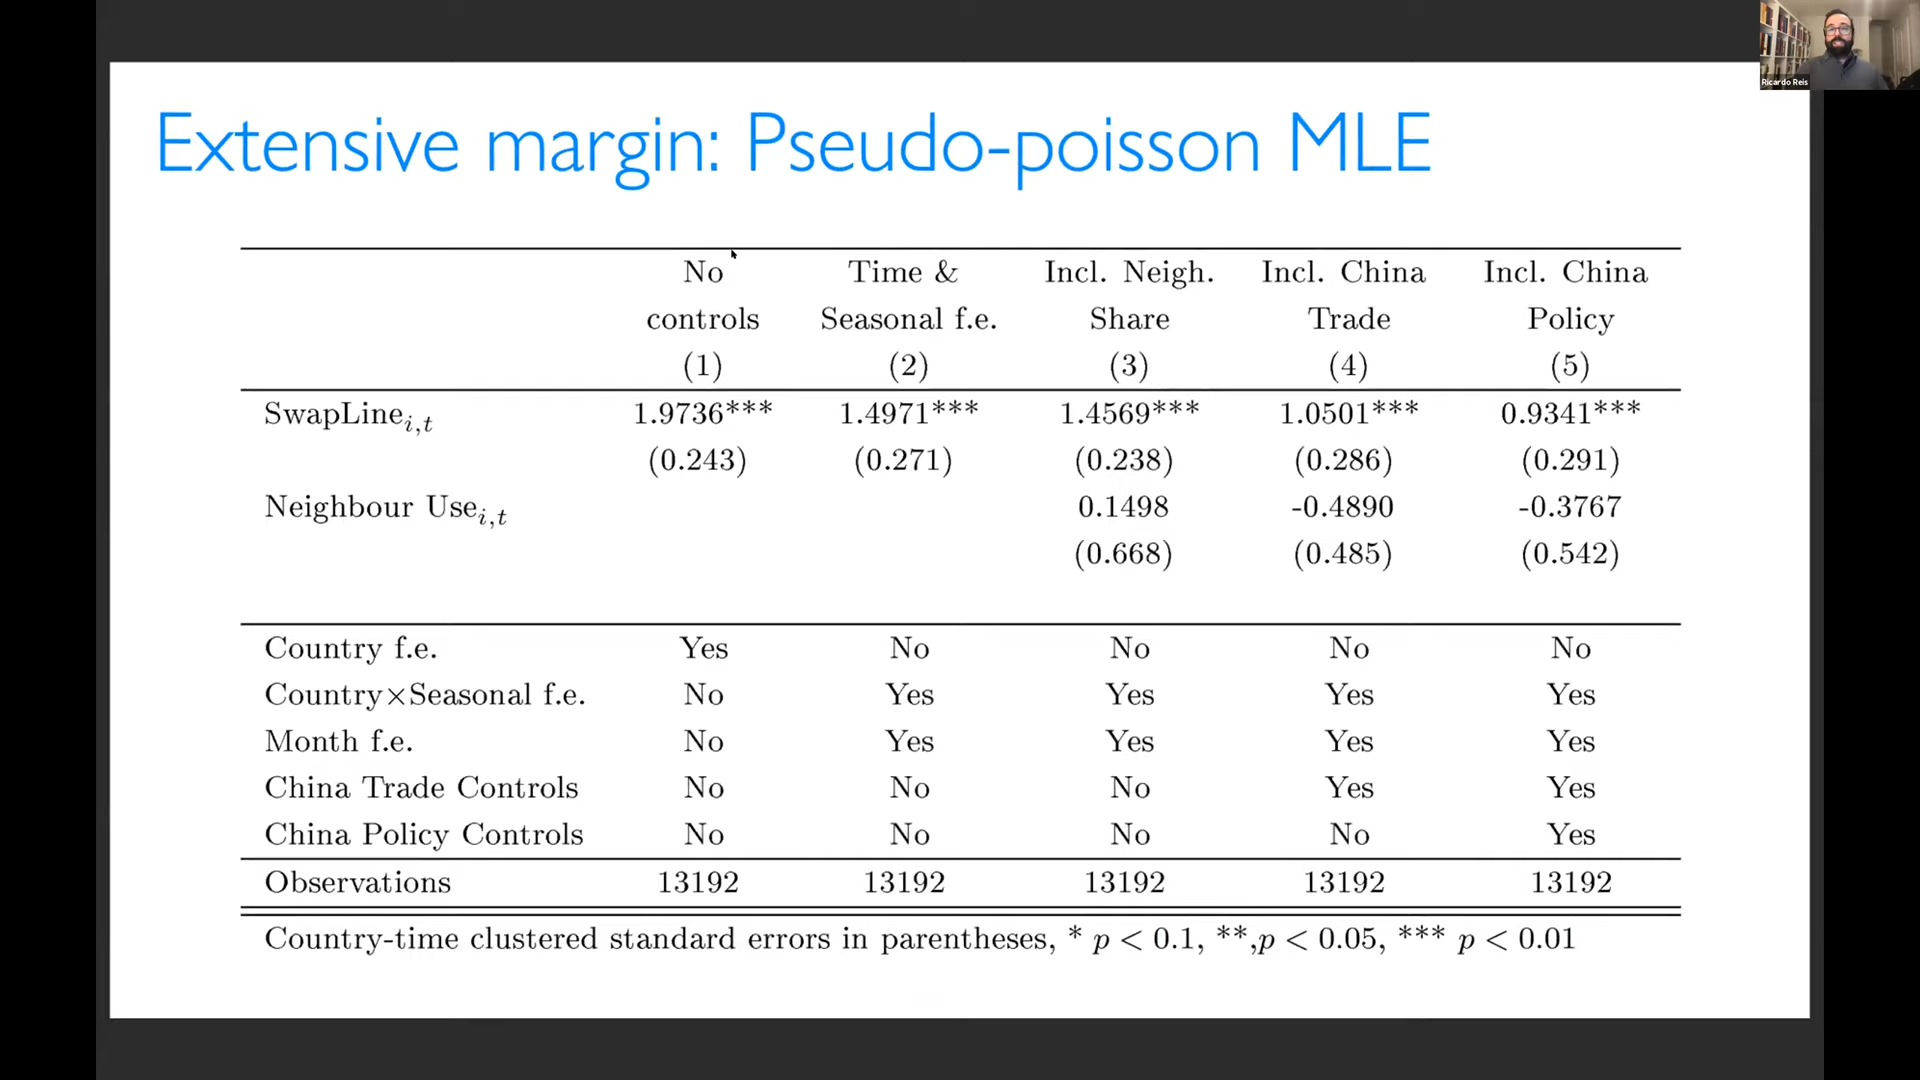 Ricardo Reis
Extensive margin: Pseudo-poisson MLE
No Time & Incl. Neigh. Incl. China Incl. China
controls Seasonal f.e. Share Trade Policy
(1) (2) (3) (4) (5)
SwapLine_{i,t} 1.9736*** 1.4971*** 1.4569*** 1.0501*** 0.9341***
(0.243) (0.271) (0.238) (0.286) (0.291)
Neighbour Use_{i,t} 0.1498 -0.4890 -0.3767
(0.668) (0.485) (0.542)
Country f.e. Yes No No No No
Country×Seasonal f.e. No Yes Yes Yes Yes
Month f.e. No Yes Yes Yes Yes
China Trade Controls No No No Yes Yes
China Policy Controls No No No No Yes
Observations 13192 13192 13192 13192 13192
Country-time clustered standard errors in parentheses, * p < 0.1, **,p < 0.05, *** p < 0.01